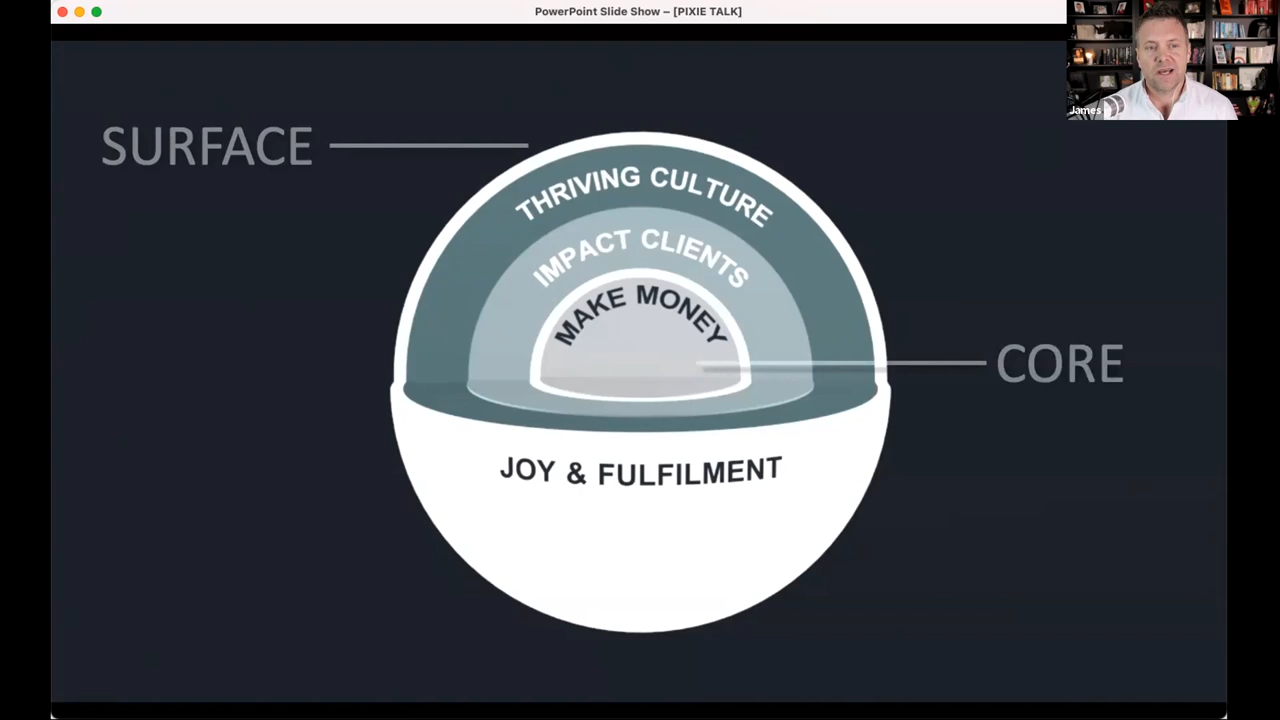 PowerPoint Slide Show – [PIXIE TALK]
James
SURFACE
THRIVING CULTURE
IMPACT CLIENTS
MAKE MONEY
CORE
JOY & FULFILMENT